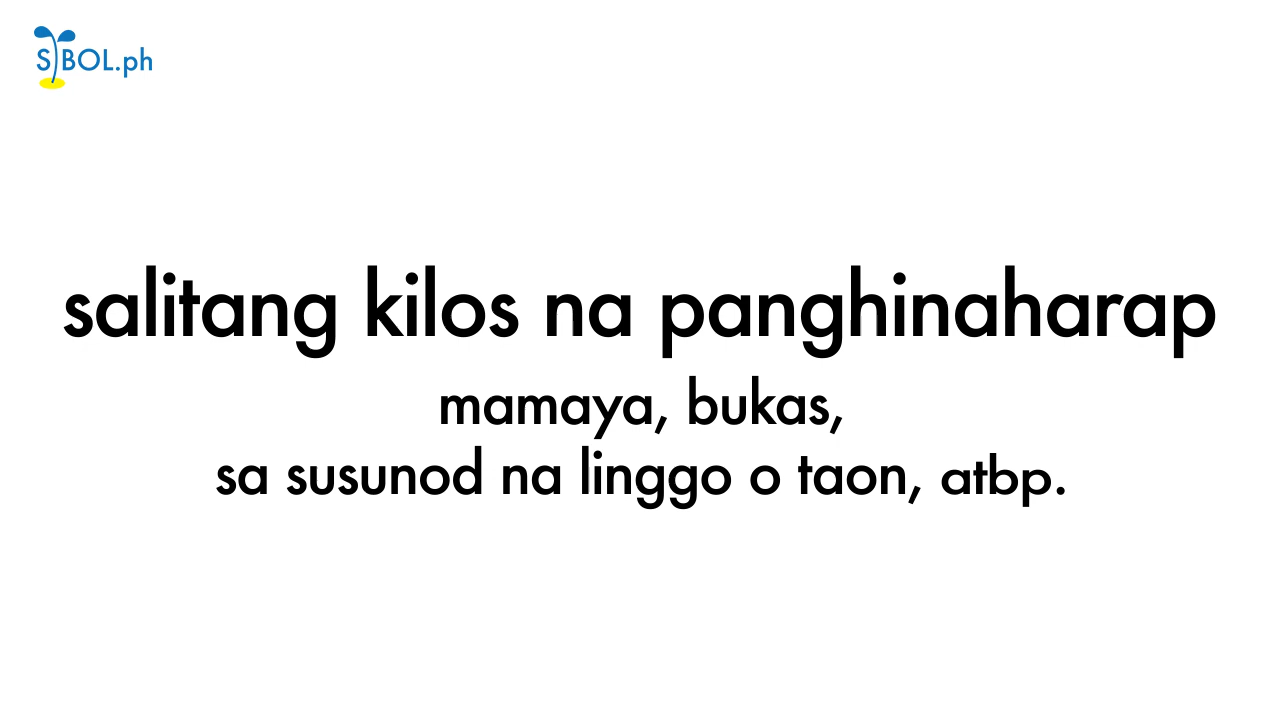 SIBOL.ph
salitang kilos na panghinaharap
mamaya, bukas,
sa susunod na linggo o taon, atbp.